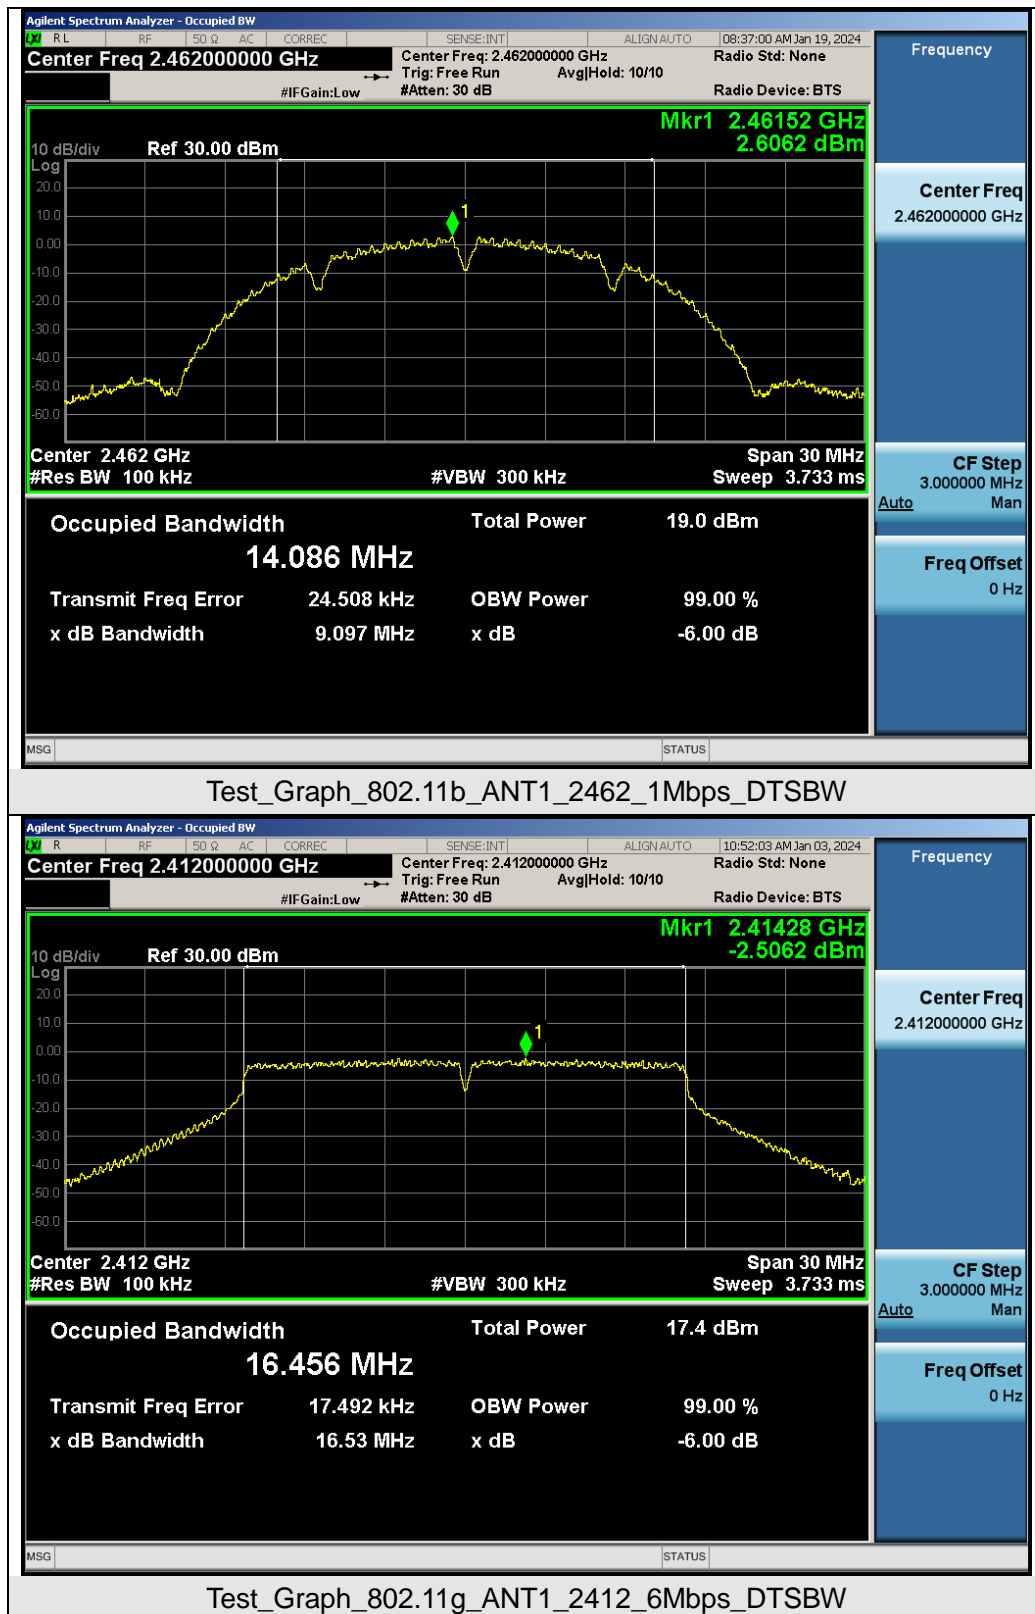 Agilent Spectrum Analyzer - Occupied BW
LXI RL RF 50 Ω AC CORREC SENSE:INT ALIGN AUTO 08:37:00 AM Jan 19, 2024
Center Freq 2.462000000 GHz Center Freq: 2.462000000 GHz Radio Std: None Frequency
Trig: Free Run Avg|Hold: 10/10
#IFGain:Low #Atten: 30 dB Radio Device: BTS
Mkr1 2.46152 GHz
10 dB/div Ref 30.00 dBm 2.6062 dBm
Log
20.0 Center Freq
10.0 1 2.462000000 GHz
0.00
-10.0
-20.0
-30.0
-40.0
-50.0
-60.0
Center 2.462 GHz Span 30 MHz CF Step
#Res BW 100 kHz #VBW 300 kHz Sweep 3.733 ms 3.000000 MHz
Auto Man
Occupied Bandwidth Total Power 19.0 dBm
14.086 MHz Freq Offset
0 Hz
Transmit Freq Error 24.508 kHz OBW Power 99.00 %
x dB Bandwidth 9.097 MHz x dB -6.00 dB
MSG STATUS
Test_Graph_802.11b_ANT1_2462_1Mbps_DTSBW
Agilent Spectrum Analyzer - Occupied BW
LXI R RF 50 Ω AC CORREC SENSE:INT ALIGN AUTO 10:52:03 AM Jan 03, 2024
Center Freq 2.412000000 GHz Center Freq: 2.412000000 GHz Radio Std: None Frequency
Trig: Free Run Avg|Hold: 10/10
#IFGain:Low #Atten: 30 dB Radio Device: BTS
Mkr1 2.41428 GHz
10 dB/div Ref 30.00 dBm -2.5062 dBm
Log
20.0 Center Freq
10.0 1 2.412000000 GHz
0.00
-10.0
-20.0
-30.0
-40.0
-50.0
-60.0
Center 2.412 GHz Span 30 MHz CF Step
#Res BW 100 kHz #VBW 300 kHz Sweep 3.733 ms 3.000000 MHz
Auto Man
Occupied Bandwidth Total Power 17.4 dBm
16.456 MHz Freq Offset
0 Hz
Transmit Freq Error 17.492 kHz OBW Power 99.00 %
x dB Bandwidth 16.53 MHz x dB -6.00 dB
MSG STATUS
Test_Graph_802.11g_ANT1_2412_6Mbps_DTSBW